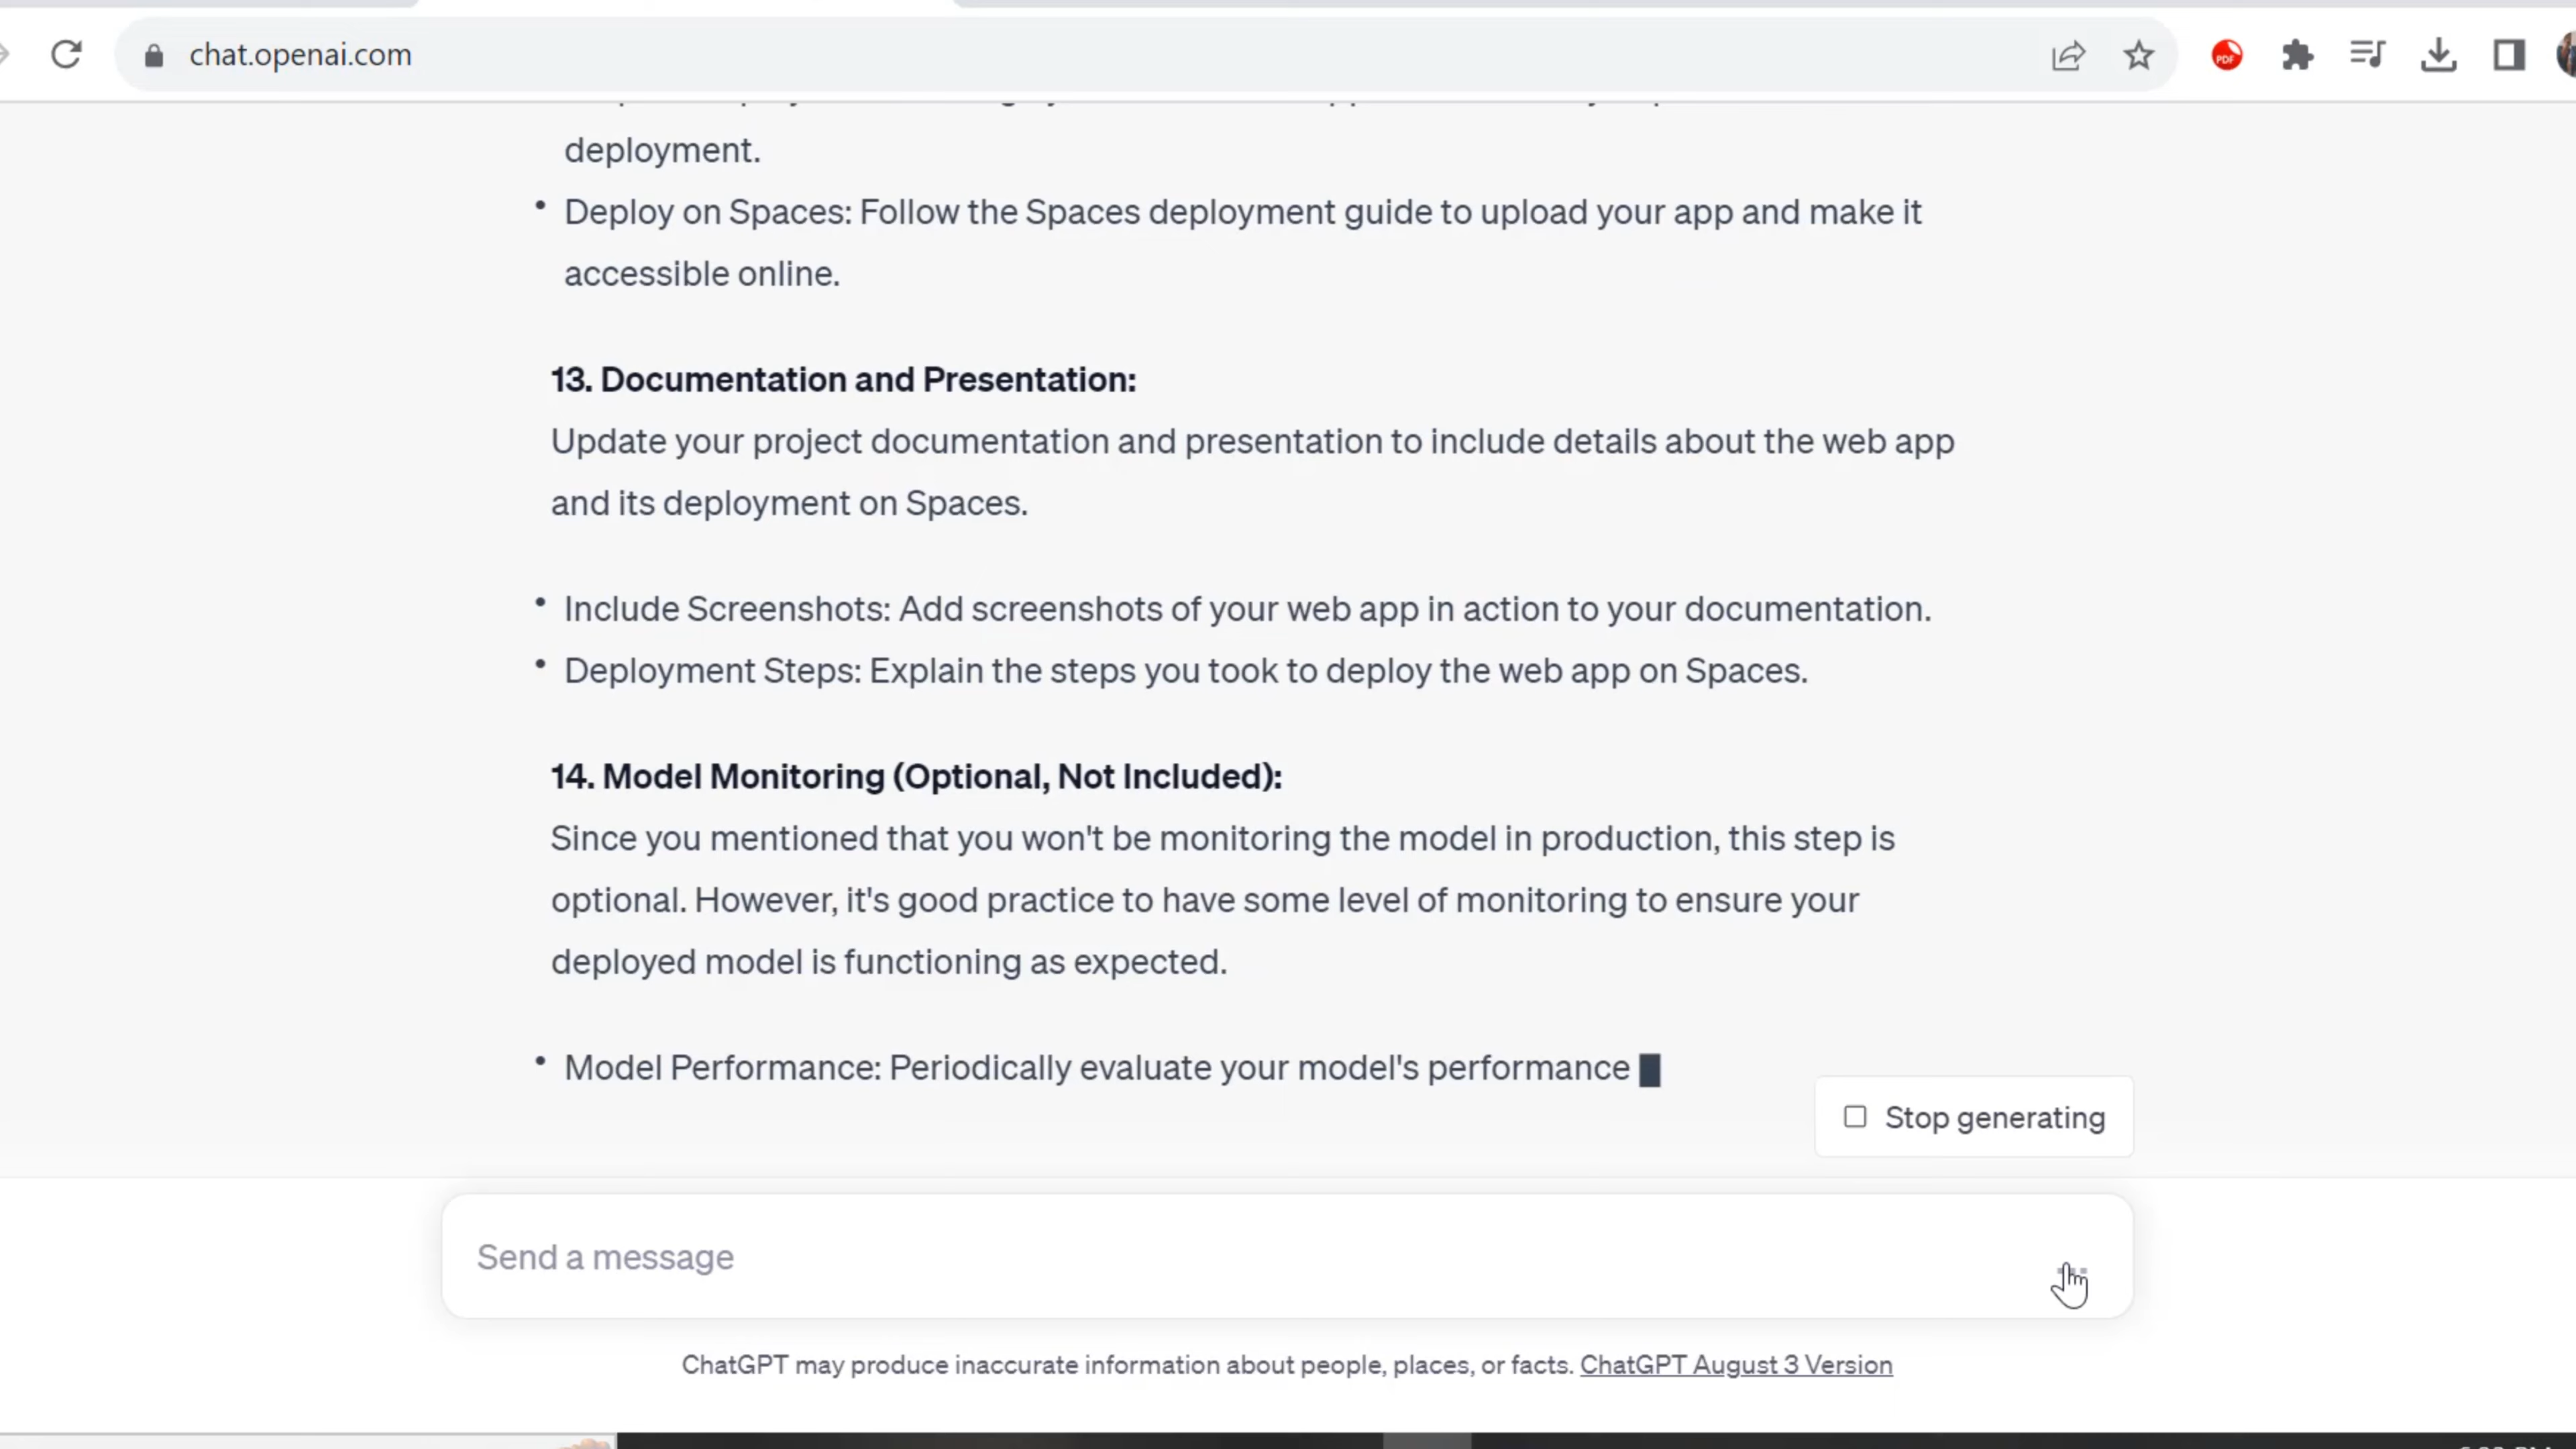 chat.openai.com
PDF
deployment.
• Deploy on Spaces: Follow the Spaces deployment guide to upload your app and make it
accessible online.
13. Documentation and Presentation:
Update your project documentation and presentation to include details about the web app
and its deployment on Spaces.
• Include Screenshots: Add screenshots of your web app in action to your documentation.
• Deployment Steps: Explain the steps you took to deploy the web app on Spaces.
14. Model Monitoring (Optional, Not Included):
Since you mentioned that you won't be monitoring the model in production, this step is
optional. However, it's good practice to have some level of monitoring to ensure your
deployed model is functioning as expected.
• Model Performance: Periodically evaluate your model's performance
Stop generating
Send a message
ChatGPT may produce inaccurate information about people, places, or facts. ChatGPT August 3 Version